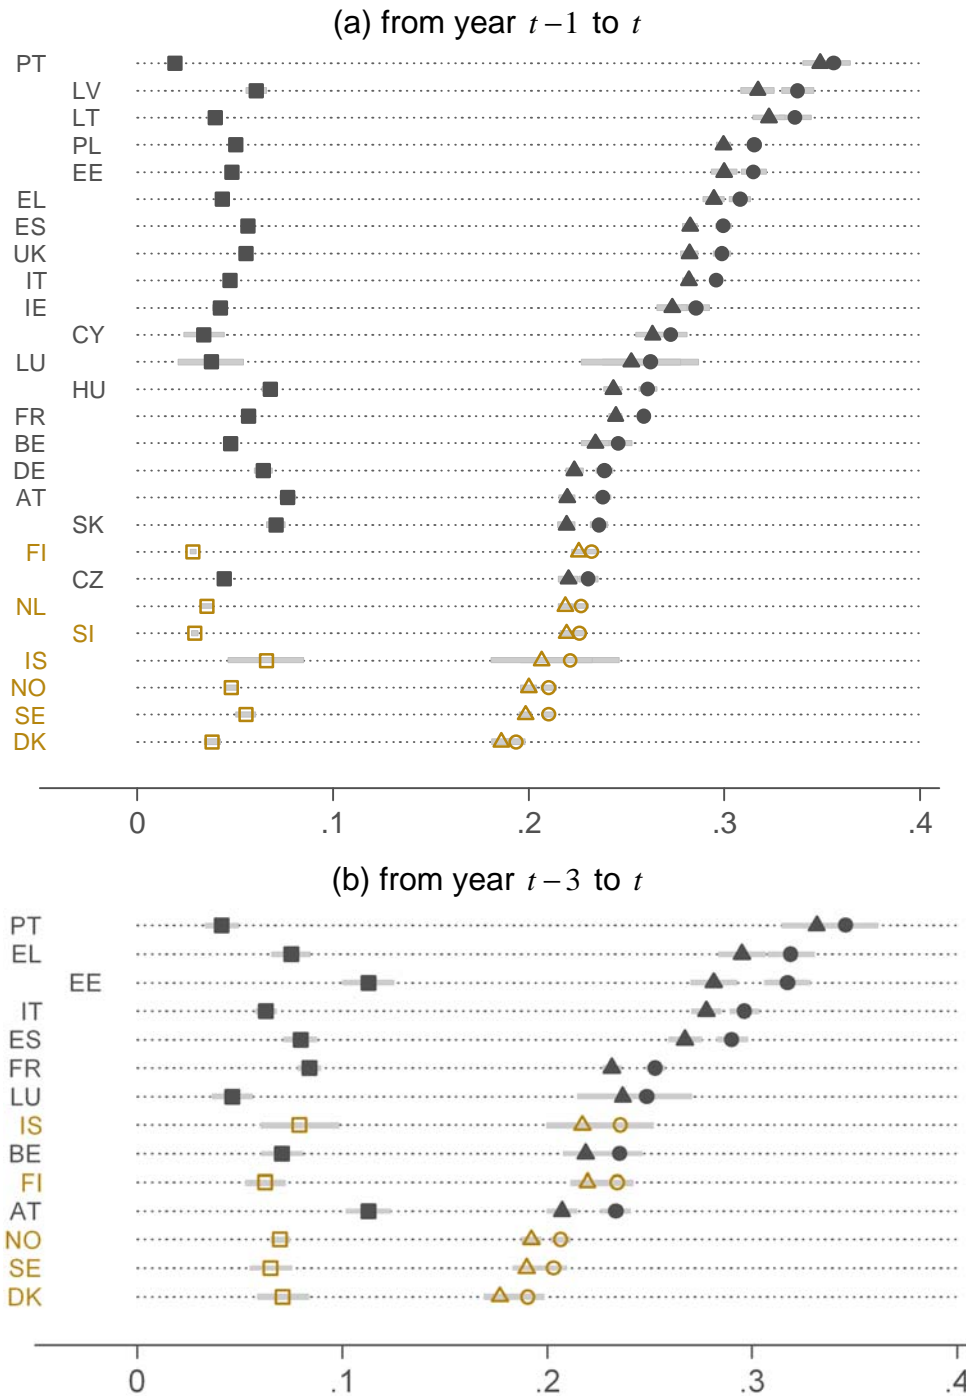 (a) from year t−1 to t
PT
LV
LT
PL
EE
EL
ES
UK
IT
IE
CY
LU
HU
FR
BE
DE
AT
SK
FI
CZ
NL
SI
IS
NO
SE
DK
0 .1 .2 .3 .4
(b) from year t−3 to t
PT
EL
EE
IT
ES
FR
LU
IS
BE
FI
AT
NO
SE
DK
0 .1 .2 .3 .4